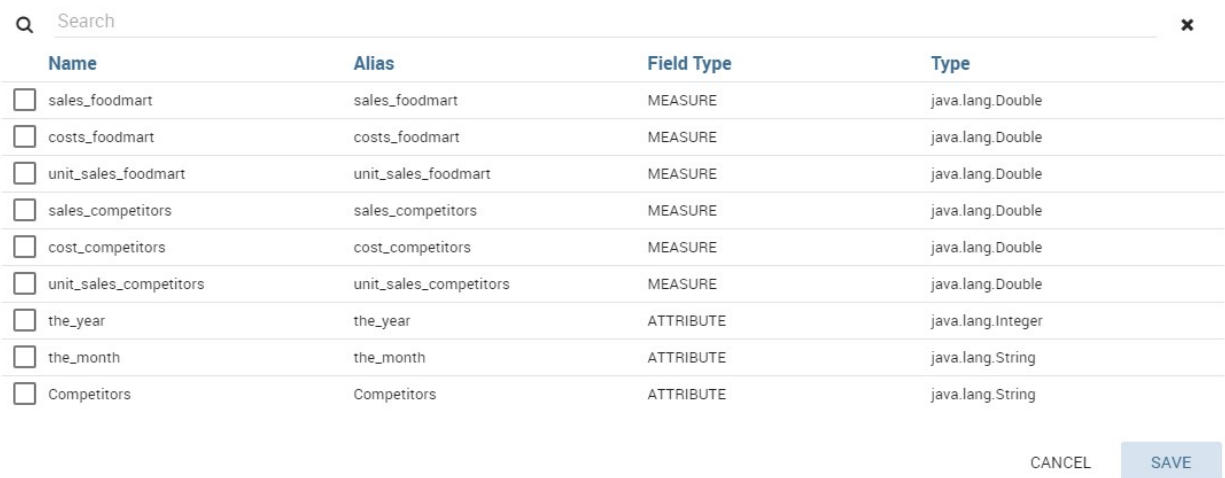 Search
Name Alias Field Type Type
sales_foodmart sales_foodmart MEASURE java.lang.Double
costs_foodmart costs_foodmart MEASURE java.lang.Double
unit_sales_foodmart unit_sales_foodmart MEASURE java.lang.Double
sales_competitors sales_competitors MEASURE java.lang.Double
cost_competitors cost_competitors MEASURE java.lang.Double
unit_sales_competitors unit_sales_competitors MEASURE java.lang.Double
the_year the_year ATTRIBUTE java.lang.Integer
the_month the_month ATTRIBUTE java.lang.String
Competitors Competitors ATTRIBUTE java.lang.String
CANCEL SAVE